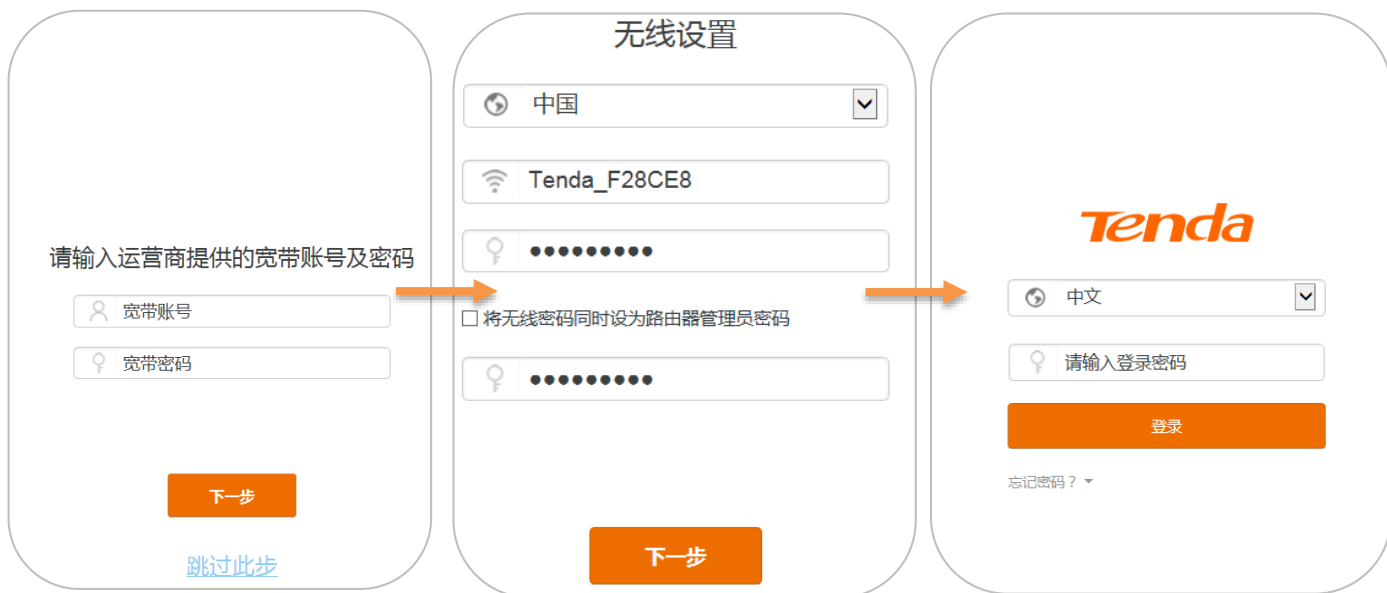 请输入运营商提供的宽带账号及密码
宽带账号
宽带密码
下一步
跳过此步
无线设置
中国
Tenda_F28CE8
●●●●●●●●●
将无线密码同时设为路由器管理员密码
●●●●●●●●●
下一步
Tenda
中文
请输入登录密码
登录
忘记密码？